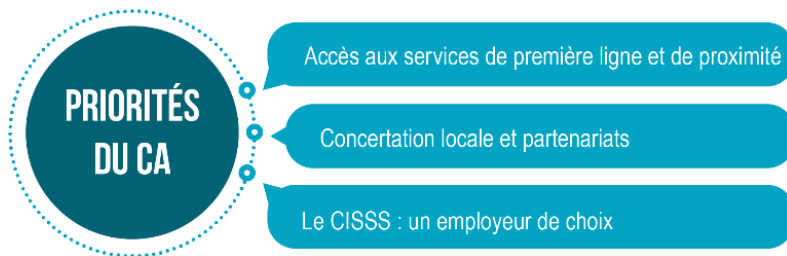 PRIORITÉS
DU CA
Accès aux services de première ligne et de proximité
Concertation locale et partenariats
Le CISSS : un employeur de choix